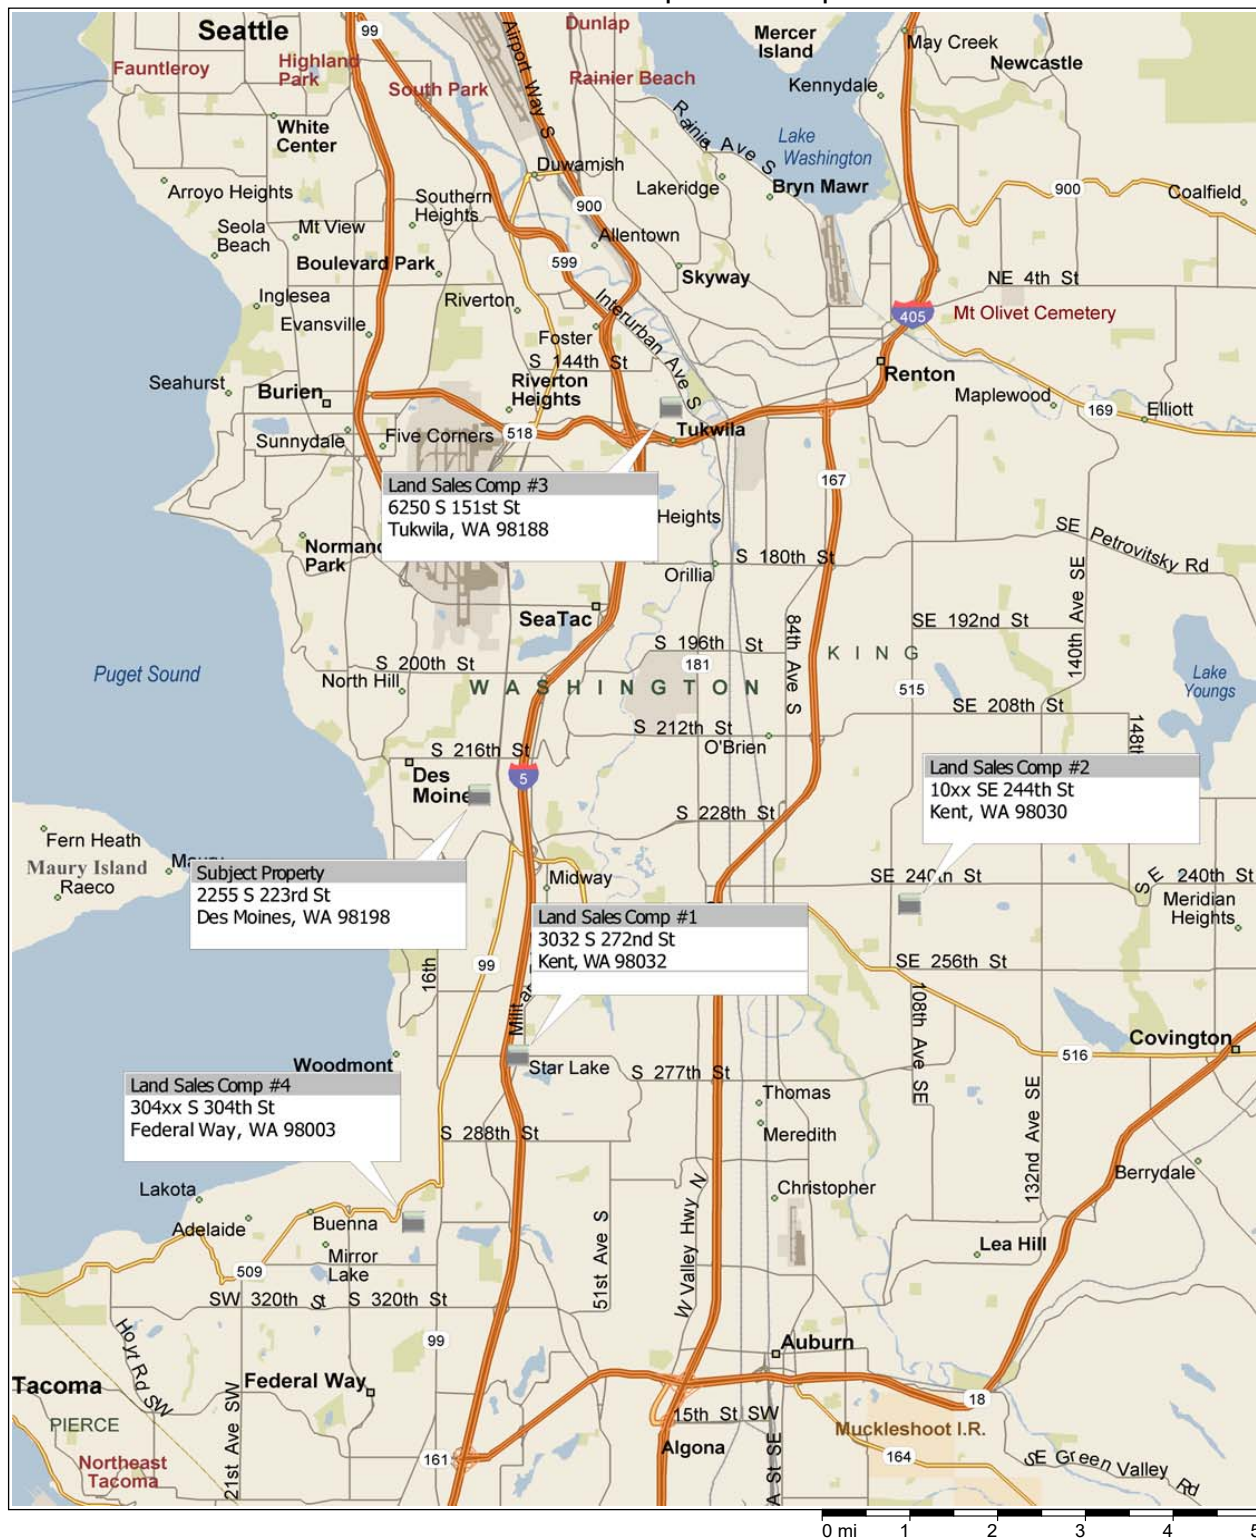 Seattle
99
Dunlap
Mercer
Island
May Creek
Newcastle
Fauntleroy
Highland
Park
Airport Way S
Rainier Beach
South Park
Kennydale
White
Center
Ave S
Lake
Washington
Duwamish
Lakeridge
Bryn Mawr
Arroyo Heights
Southern
Heights
900
900
Coalfield
Seola
Beach
Mt View
Allentown
Boulevard Park
599
Skyway
NE 4th St
Inglesea
Riverton
Interurban Ave S
405
Mt Olivet Cemetery
Evansville
Foster
S 144th St
Renton
Seahurst
Burien
Riverton
Heights
Maplewood
169
Elliott
Sunnydale
Five Corners
518
Tukwila
Land Sales Comp #3
6250 S 151st St
Tukwila, WA 98188
167
Heights
SE Petrovitsky Rd
Park
Orillia
S 180th St
140th Ave SE
SeaTac
84th Ave S
SE 192nd St
S 196th St
KING
Puget Sound
S 200th St
181
Lake
Youngs
North Hill
WASHINGTON
515
SE 208th St
S 212th St
O'Brien
148th
S 216th St
Des
5
Land Sales Comp #2
10xx SE 244th St
Kent, WA 98030
S 228th St
Fern Heath
Maury Island
Raeco
Subject Property
2255 S 223rd St
Des Moines, WA 98198
Midway
SE 240th St
SE 240th St
Meridian
Heights
Land Sales Comp #1
3032 S 272nd St
Kent, WA 98032
99
16th
SE 256th St
108th Ave SE
Covington
516
Woodmont
Star Lake
S 277th St
Land Sales Comp #4
304xx S 304th St
Federal Way, WA 98003
Thomas
Meredith
132nd Ave SE
S 288th St
Berrydale
Lakota
Christopher
Adelaide
Buenna
W Valley Hwy N
51st Ave S
Mirror
Lake
Lea Hill
509
SW 320th St
S 320th St
Hoyt Rd SW
99
Auburn
Tacoma
Federal Way
21st Ave SW
18
PIERCE
15th St SW
Muckleshoot I.R.
Algona
Northeast
Tacoma
161
A St SE
164
SE Green Valley Rd
0 mi 1 2 3 4 5